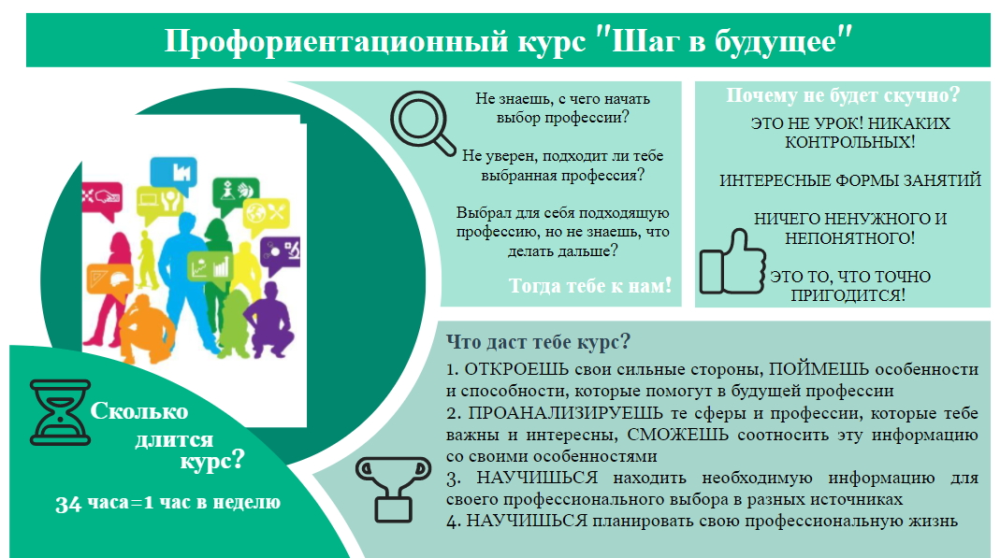 Профориентационный курс "Шаг в будущее"
Не знаешь, с чего начать
выбор профессии?
Не уверен, подходит ли тебе
выбранная профессия?
Выбрал для себя подходящую
профессию, но не знаешь, что
делать дальше?
Тогда тебе к нам!
Почему не будет скучно?
ЭТО НЕ УРОК! НИКАКИХ
КОНТРОЛЬНЫХ!
ИНТЕРЕСНЫЕ ФОРМЫ ЗАНЯТИЙ
НИЧЕГО НЕНУЖНОГО И
НЕПОНЯТНОГО!
ЭТО ТО, ЧТО ТОЧНО
ПРИГОДИТСЯ!
Сколько
длится
курс?
34 часа=1 час в неделю
Что даст тебе курс?
1. ОТКРОЕШЬ свои сильные стороны, ПОЙМЕШЬ особенности
и способности, которые помогут в будущей профессии
2. ПРОАНАЛИЗИРУЕШЬ те сферы и профессии, которые тебе
важны и интересны, СМОЖЕШЬ соотносить эту информацию
со своими особенностями
3. НАУЧИШЬСЯ находить необходимую информацию для
своего профессионального выбора в разных источниках
4. НАУЧИШЬСЯ планировать свою профессиональную жизнь